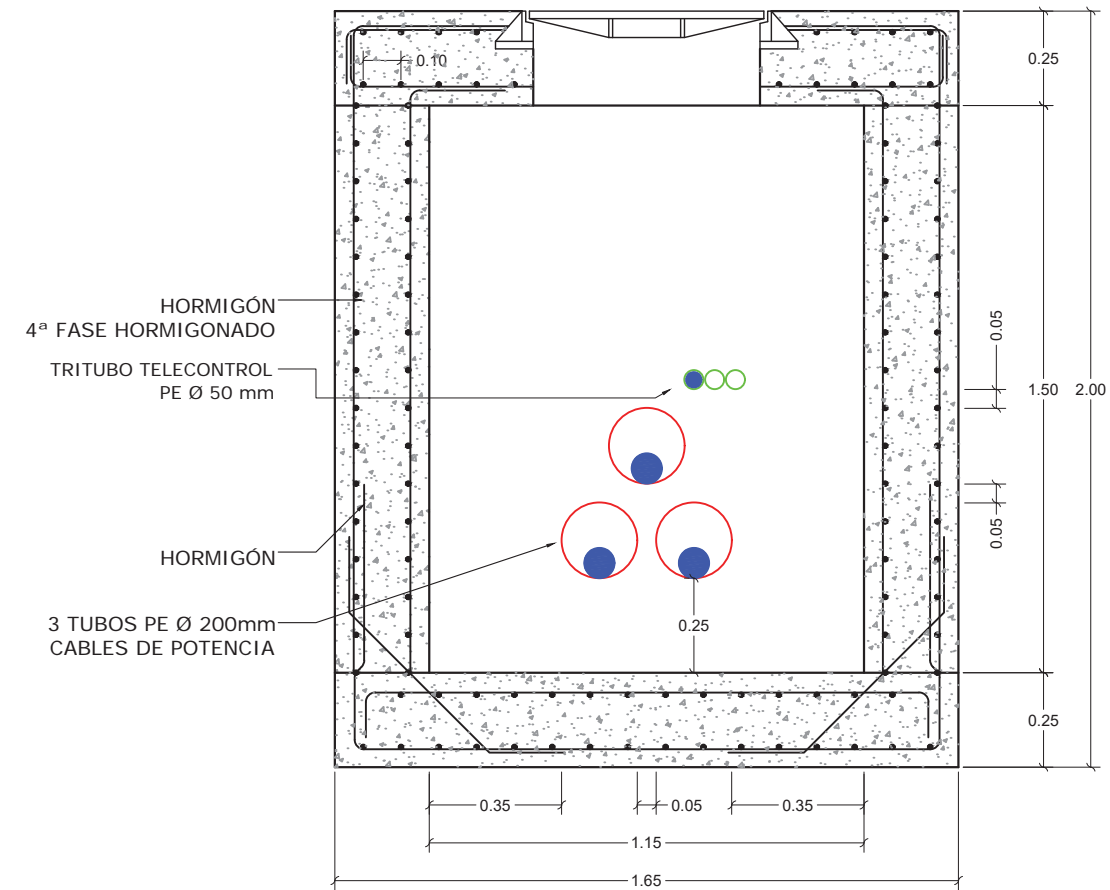 0.25
0.10
HORMIGÓN
4ª FASE HORMIGONADO
0.05
TRITUBO TELECONTROL
PE Ø 50 mm
1.50
2.00
0.05
HORMIGÓN
3 TUBOS PE Ø 200mm
CABLES DE POTENCIA
0.25
0.25
0.35
0.05
0.35
1.15
1.65